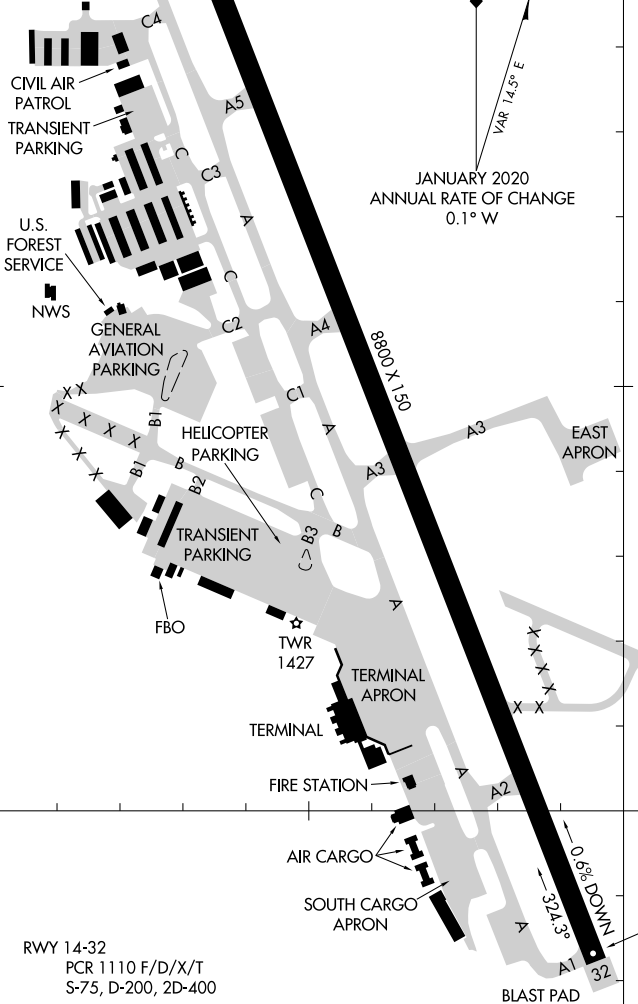 C4
CIVIL AIR
PATROL
TRANSIENT
PARKING
A5
VAR 14.5° E
C
C3
JANUARY 2020
ANNUAL RATE OF CHANGE
0.1° W
A
U.S.
FOREST
SERVICE
NWS
C
C2
A4
GENERAL
AVIATION
PARKING
8800 X 150
C1
X X
X X X X
X X X
B1
A
HELICOPTER
PARKING
A3
EAST
APRON
B1
B
B2
A3
C
TRANSIENT
PARKING
B3
B
FBO
A
TWR
1427
X
X
X
X
X X
TERMINAL
APRON
TERMINAL
FIRE STATION
A
A2
AIR CARGO
SOUTH CARGO
APRON
0.6% DOWN
324.3°
A
A1
32
BLAST PAD
RWY 14-32
PCR 1110 F/D/X/T
S-75, D-200, 2D-400